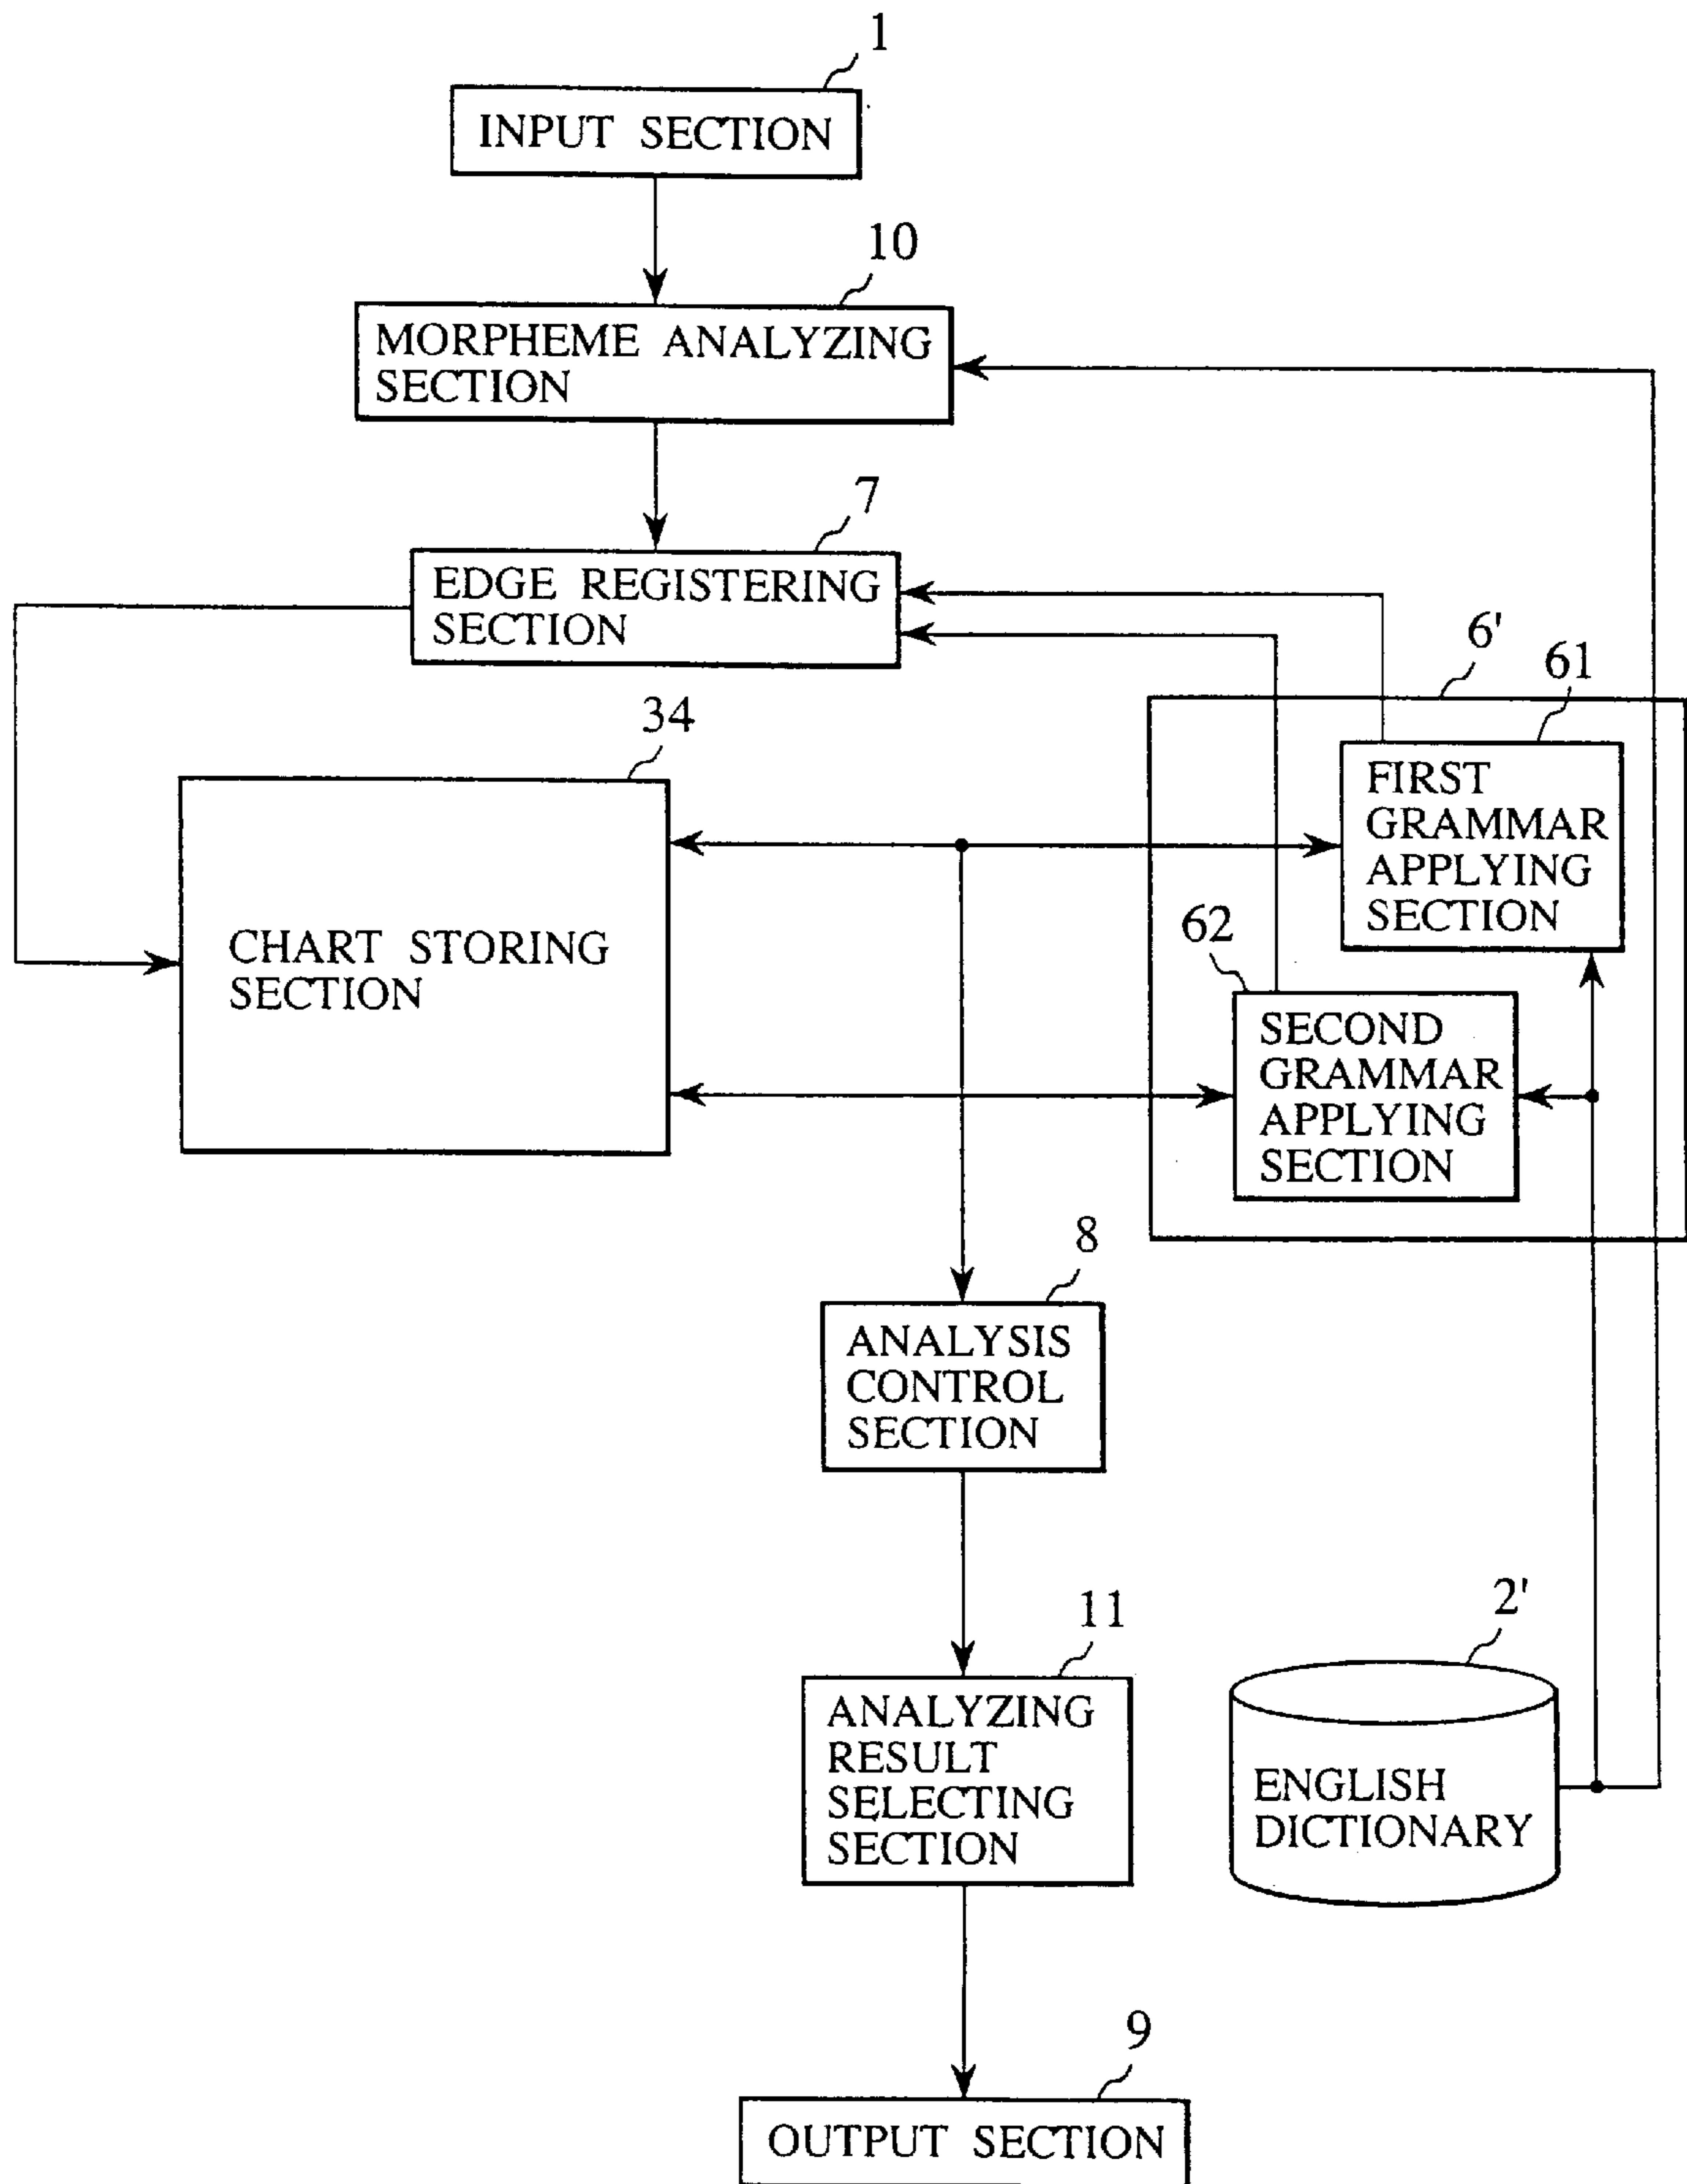 1
INPUT SECTION
10
MORPHEME ANALYZING
SECTION
7
EDGE REGISTERING
SECTION
6'
61
34
FIRST
GRAMMAR
APPLYING
SECTION
CHART STORING
SECTION
62
SECOND
GRAMMAR
APPLYING
SECTION
8
ANALYSIS
CONTROL
SECTION
11
ANALYZING
RESULT
SELECTING
SECTION
2'
ENGLISH
DICTIONARY
9
OUTPUT SECTION